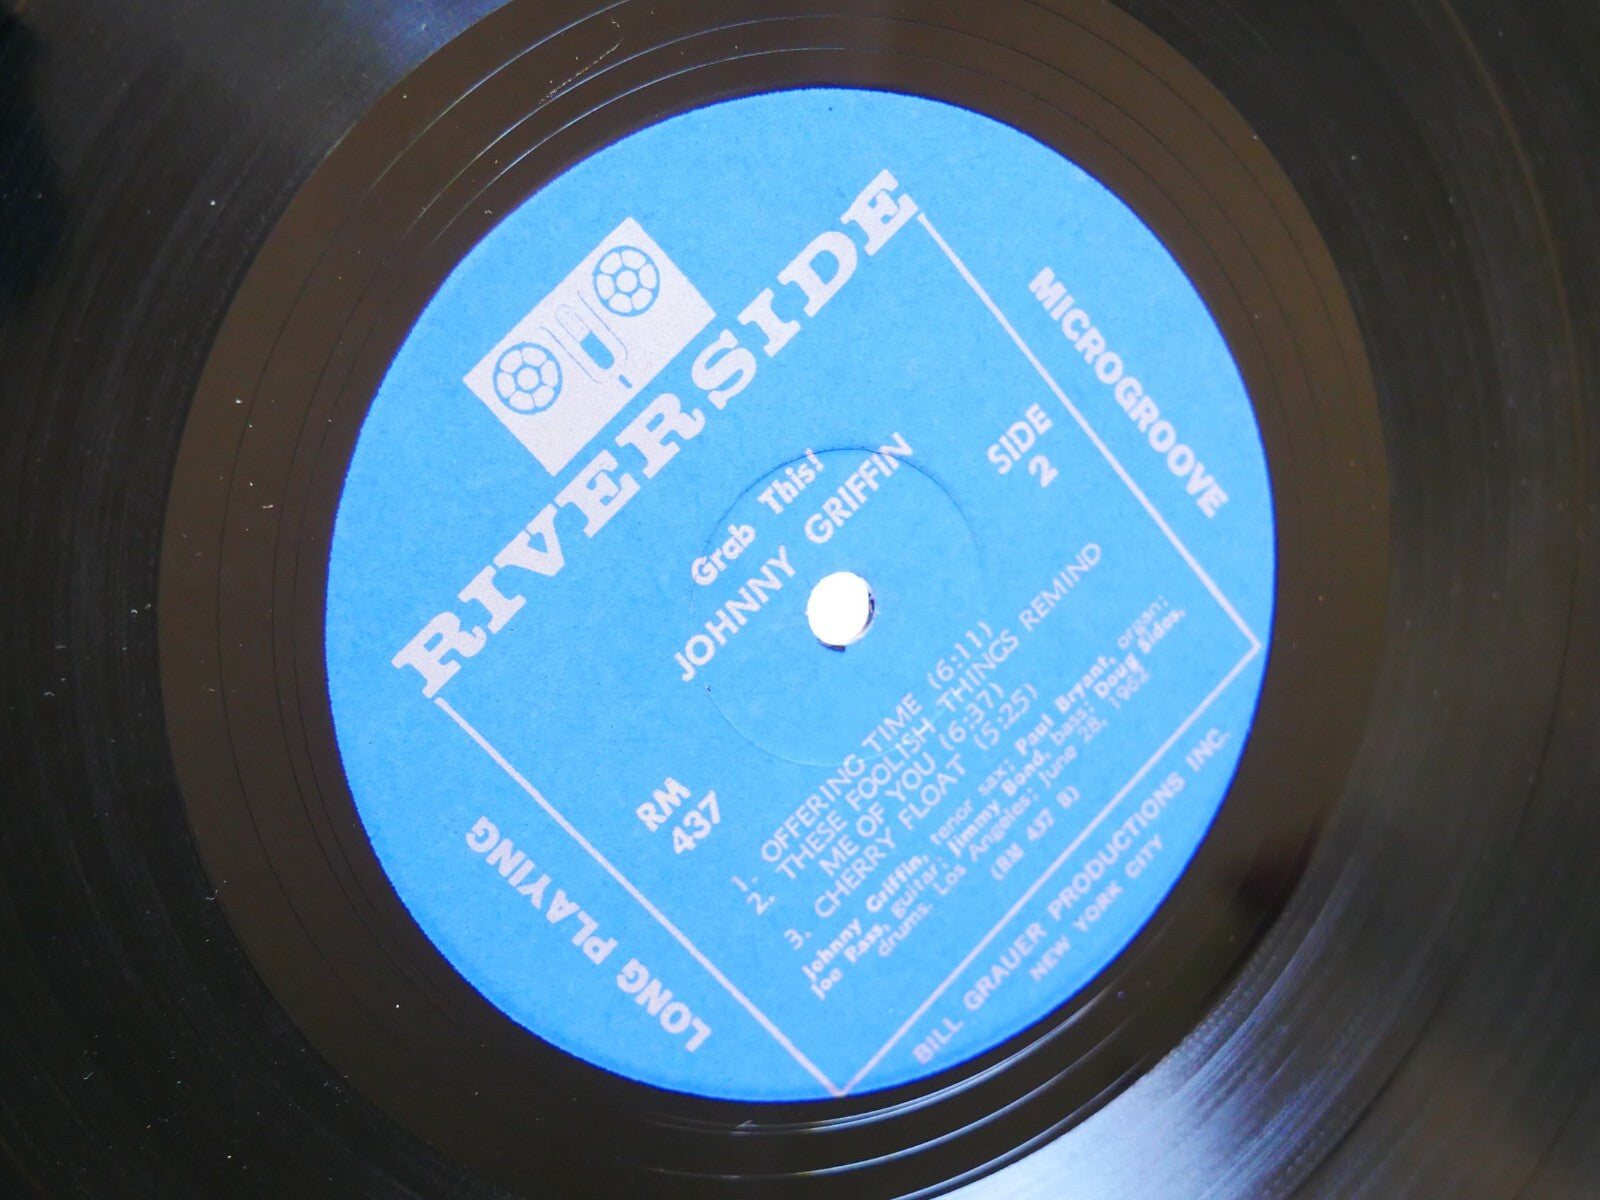 RIVERSIDE
Grab This!
JOHNNY GRIFFIN
RM
437
SIDE
2
1. OFFERING TIME (6:11)
2. THESE FOOLISH THINGS REMIND
ME OF YOU (6:37)
3. CHERRY FLOAT (5:25)
Johnny Griffin, tenor sax; Paul Bryant, organ;
Joe Pass, guitar; Jimmy Bond, bass; Doug Sides,
drums. Los Angeles; June 28, 1962
(RM 437 B)
LONG PLAYING
MICROGROOVE
BILL GRAUER PRODUCTIONS INC.
NEW YORK CITY